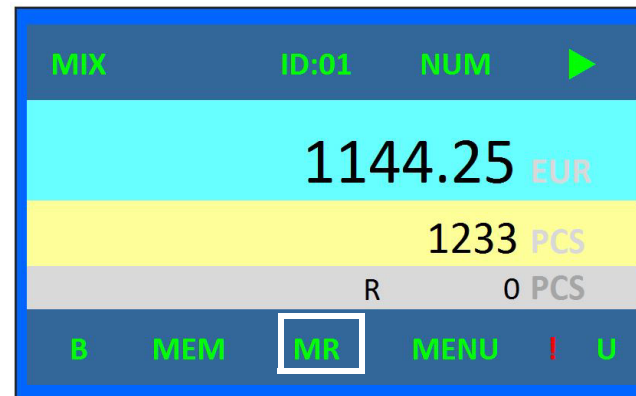 MIX ID:01 NUM
1144.25 EUR
1233 PCS
R 0 PCS
B MEM MR MENU ! U